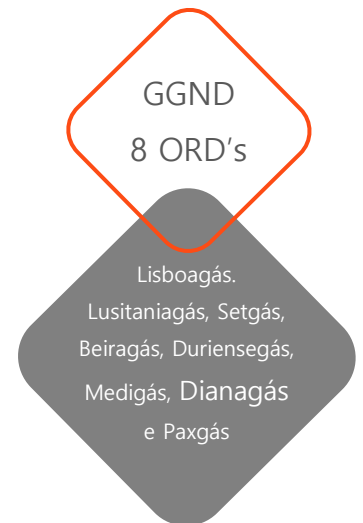 GGND
8 ORD’s
Lisboagás.
Lusitaniagás, Setgás,
Beiragás, Duriensegás,
Medigás, Dianagás
e Paxgás